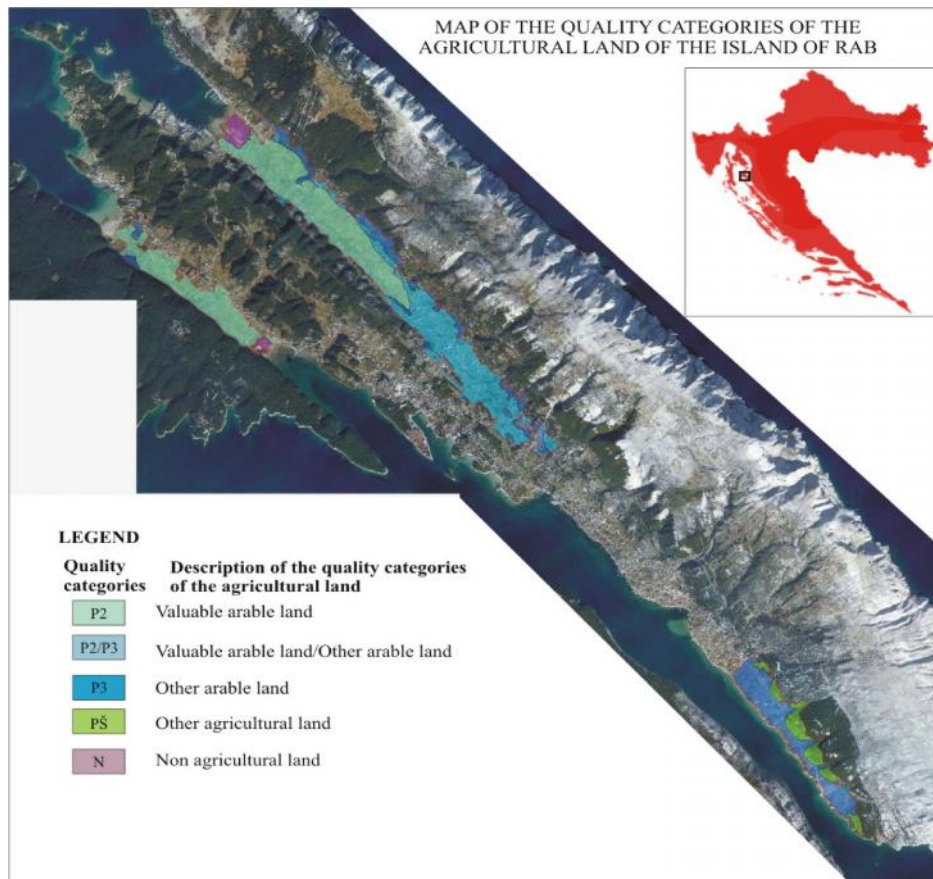 MAP OF THE QUALITY CATEGORIES OF THE
AGRICULTURAL LAND OF THE ISLAND OF RAB
LEGEND
Quality
categories
Description of the quality categories
of the agricultural land
P2 Valuable arable land
P2/P3 Valuable arable land/Other arable land
P3 Other arable land
PŠ Other agricultural land
N Non agricultural land